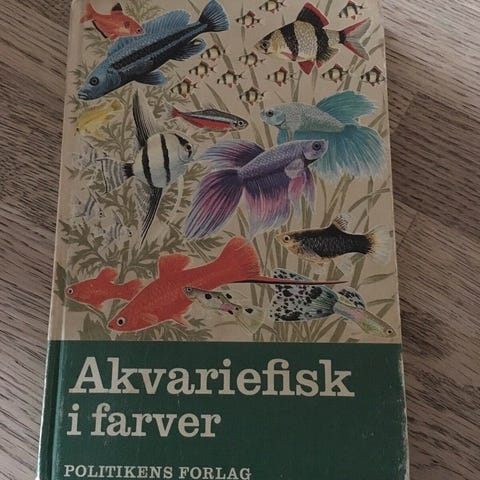 Akvariefisk
i farver
POLITIKENS FORLAG